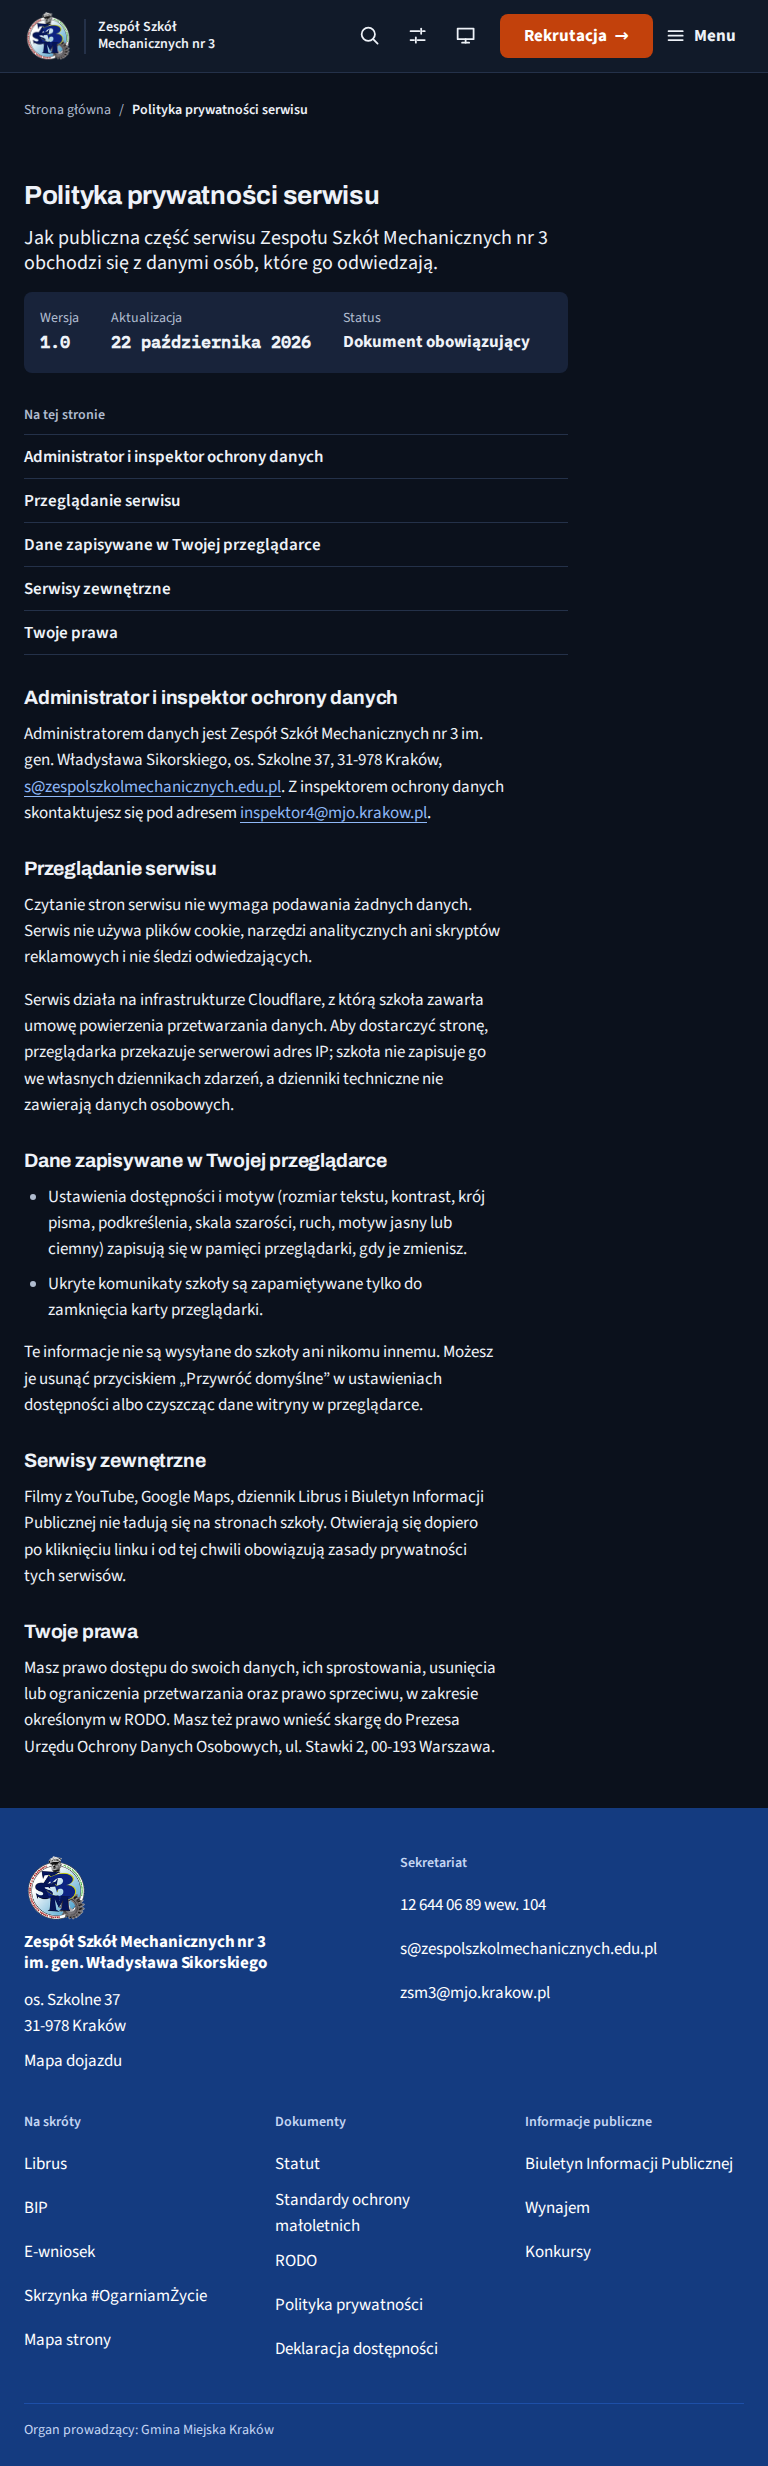 Zespół Szkół
Mechanicznych nr 3
Rekrutacja →
Menu
Strona główna / Polityka prywatności serwisu
Polityka prywatności serwisu
Jak publiczna część serwisu Zespołu Szkół Mechanicznych nr 3
obchodzi się z danymi osób, które go odwiedzają.
Wersja
1.0
Aktualizacja
22 października 2026
Status
Dokument obowiązujący
Na tej stronie
Administrator i inspektor ochrony danych
Przeglądanie serwisu
Dane zapisywane w Twojej przeglądarce
Serwisy zewnętrzne
Twoje prawa
Administrator i inspektor ochrony danych
Administratorem danych jest Zespół Szkół Mechanicznych nr 3 im.
gen. Władysława Sikorskiego, os. Szkolne 37, 31-978 Kraków,
s@zespolszkolmechanicznych.edu.pl. Z inspektorem ochrony danych
skontaktujesz się pod adresem inspektor4@mjo.krakow.pl.
Przeglądanie serwisu
Czytanie stron serwisu nie wymaga podawania żadnych danych.
Serwis nie używa plików cookie, narzędzi analitycznych ani skryptów
reklamowych i nie śledzi odwiedzających.
Serwis działa na infrastrukturze Cloudflare, z którą szkoła zawarła
umowę powierzenia przetwarzania danych. Aby dostarczyć stronę,
przeglądarka przekazuje serwerowi adres IP; szkoła nie zapisuje go
we własnych dziennikach zdarzeń, a dzienniki techniczne nie
zawierają danych osobowych.
Dane zapisywane w Twojej przeglądarce
• Ustawienia dostępności i motyw (rozmiar tekstu, kontrast, krój
pisma, podkreślenia, skala szarości, ruch, motyw jasny lub
ciemny) zapisują się w pamięci przeglądarki, gdy je zmienisz.
• Ukryte komunikaty szkoły są zapamiętywane tylko do
zamknięcia karty przeglądarki.
Te informacje nie są wysyłane do szkoły ani nikomu innemu. Możesz
je usunąć przyciskiem „Przywróć domyślne” w ustawieniach
dostępności albo czyszcząc dane witryny w przeglądarce.
Serwisy zewnętrzne
Filmy z YouTube, Google Maps, dziennik Librus i Biuletyn Informacji
Publicznej nie ładują się na stronach szkoły. Otwierają się dopiero
po kliknięciu linku i od tej chwili obowiązują zasady prywatności
tych serwisów.
Twoje prawa
Masz prawo dostępu do swoich danych, ich sprostowania, usunięcia
lub ograniczenia przetwarzania oraz prawo sprzeciwu, w zakresie
określonym w RODO. Masz też prawo wnieść skargę do Prezesa
Urzędu Ochrony Danych Osobowych, ul. Stawki 2, 00-193 Warszawa.
Zespół Szkół Mechanicznych nr 3
im. gen. Władysława Sikorskiego
os. Szkolne 37
31-978 Kraków
Mapa dojazdu
Sekretariat
12 644 06 89 wew. 104
s@zespolszkolmechanicznych.edu.pl
zsm3@mjo.krakow.pl
Na skróty
Librus
BIP
E-wniosek
Skrzynka #OgarniamŻycie
Mapa strony
Dokumenty
Statut
Standardy ochrony
małoletnich
RODO
Polityka prywatności
Deklaracja dostępności
Informacje publiczne
Biuletyn Informacji Publicznej
Wynajem
Konkursy
Organ prowadzący: Gmina Miejska Kraków